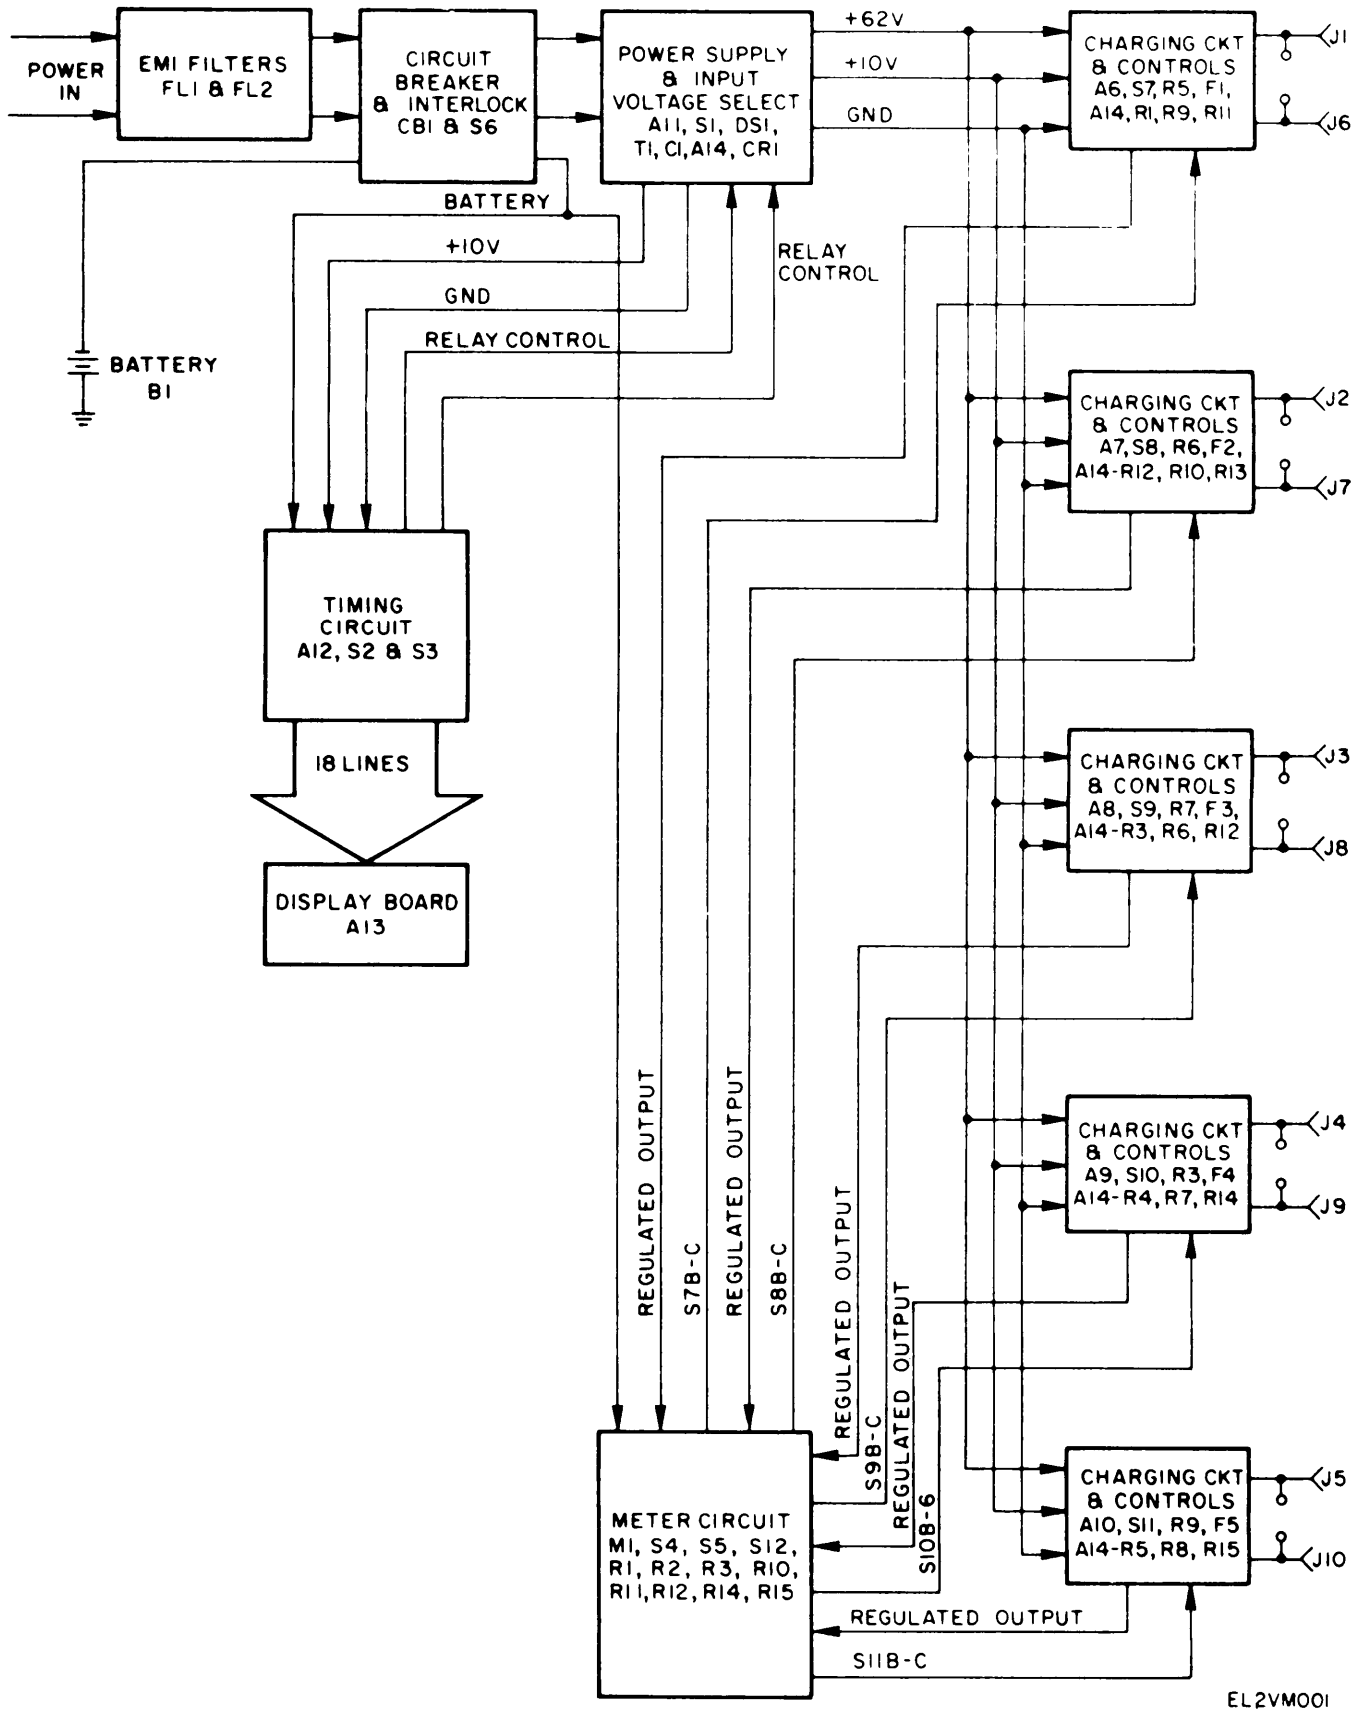 POWER
IN
EMI FILTERS
FL1 & FL2
CIRCUIT
BREAKER
& INTERLOCK
CB1 & S6
POWER SUPPLY
& INPUT
VOLTAGE SELECT
A11, S1, DS1,
T1, C1, A14, CR1
+62V
+10V
GND
CHARGING CKT
& CONTROLS
A6, S7, R5, F1,
A14, R1, R9, R11
J1
J6
BATTERY
+10V
GND
RELAY CONTROL
RELAY
CONTROL
BATTERY
B1
CHARGING CKT
& CONTROLS
A7, S8, R6, F2,
A14-R12, R10, R13
J2
J7
TIMING
CIRCUIT
A12, S2 & S3
18 LINES
DISPLAY BOARD
A13
CHARGING CKT
& CONTROLS
A8, S9, R7, F3,
A14-R3, R6, R12
J3
J8
REGULATED OUTPUT
S7B-C
REGULATED OUTPUT
S8B-C
REGULATED OUTPUT
S9B-C
REGULATED OUTPUT
S10B-6
CHARGING CKT
& CONTROLS
A9, S10, R3, F4
A14-R4, R7, R14
J4
J9
METER CIRCUIT
M1, S4, S5, S12,
R1, R2, R3, R10,
R11, R12, R14, R15
CHARGING CKT
& CONTROLS
A10, S11, R9, F5
A14-R5, R8, R15
J5
J10
REGULATED OUTPUT
S11B-C
EL2VM001